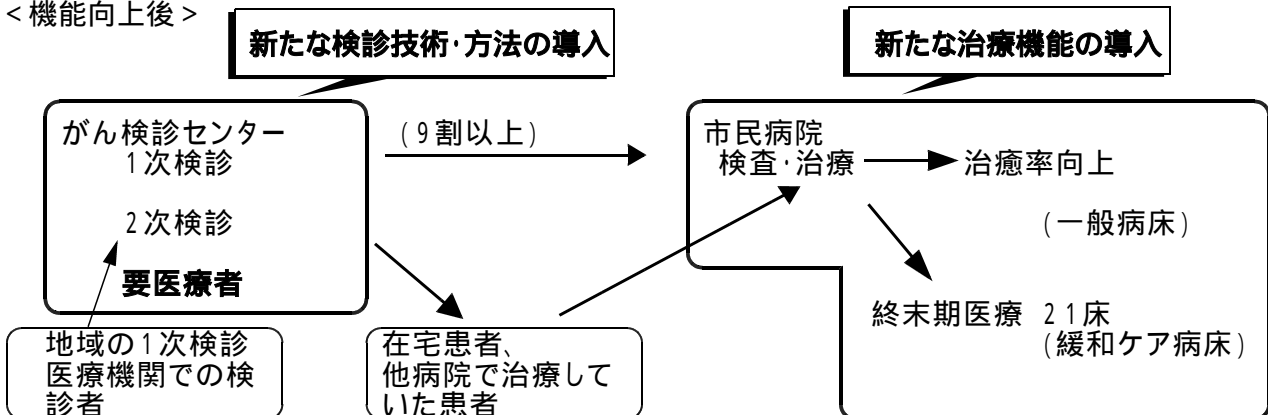 <機能向上後>
新たな検診技術・方法の導入
新たな治療機能の導入
がん検診センター
1次検診
2次検診
要医療者
(9割以上)
市民病院
検査・治療
治癒率向上
(一般病床)
終末期医療 21床
(緩和ケア病床)
地域の1次検診
医療機関での検
診者
在宅患者、
他病院で治療して
いた患者